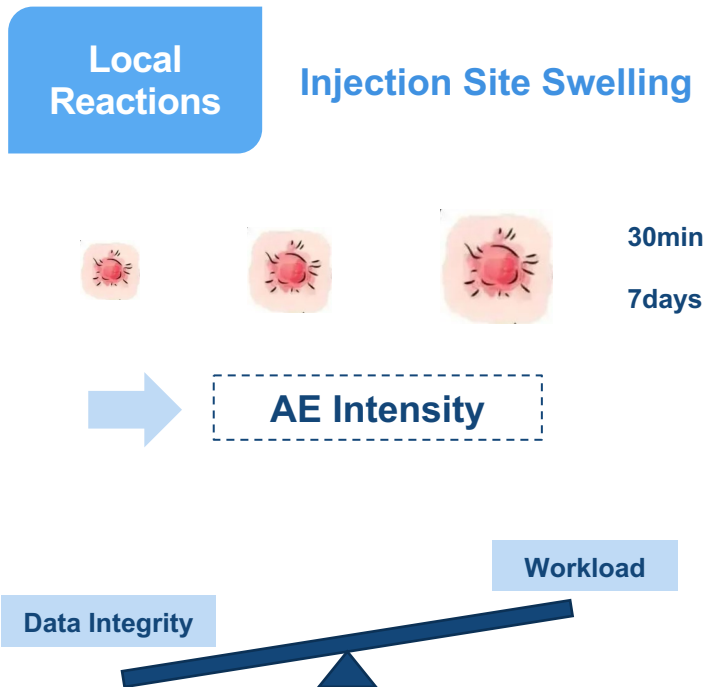 Local
Reactions
Injection Site Swelling
30min
7days
AE Intensity
Workload
Data Integrity